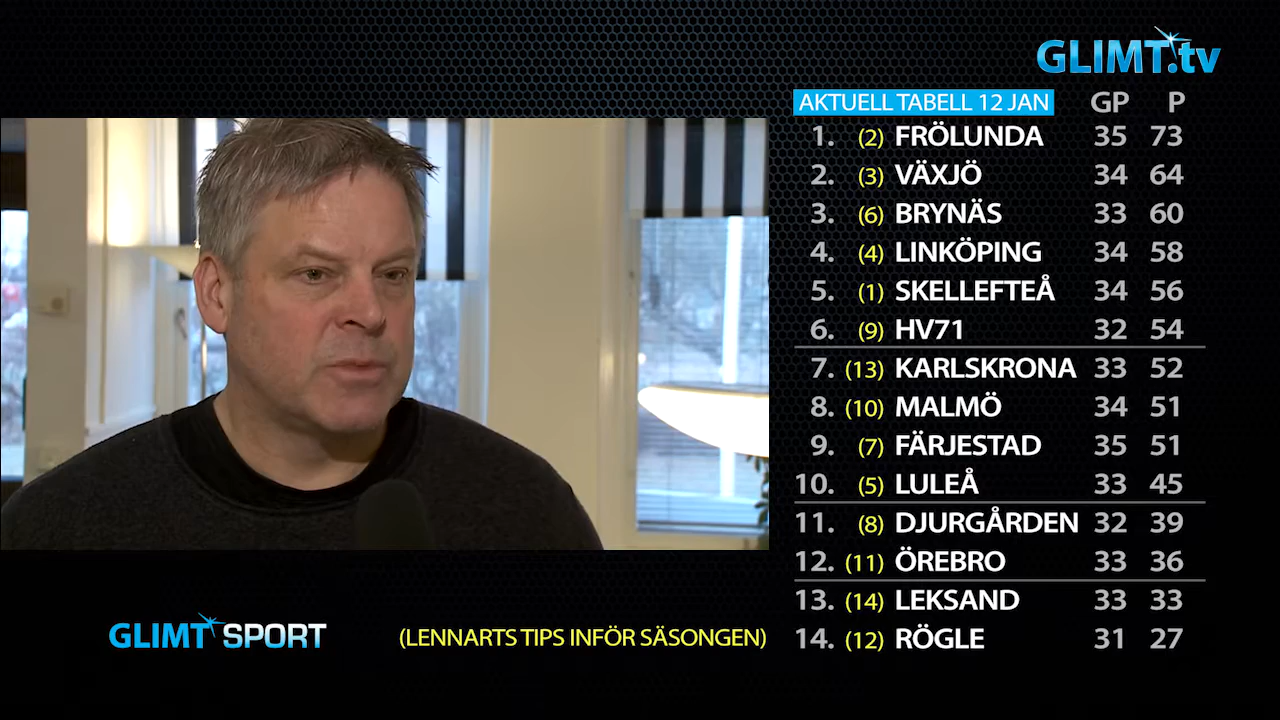 GLIMT.tv
AKTUELL TABELL 12 JAN GP P
1. (2) FRÖLUNDA 35 73
2. (3) VÄXJÖ 34 64
3. (6) BRYNÄS 33 60
4. (4) LINKÖPING 34 58
5. (1) SKELLEFTEÅ 34 56
6. (9) HV71 32 54
7. (13) KARLSKRONA 33 52
8. (10) MALMÖ 34 51
9. (7) FÄRJESTAD 35 51
10. (5) LULEÅ 33 45
11. (8) DJURGÅRDEN 32 39
12. (11) ÖREBRO 33 36
13. (14) LEKSAND 33 33
14. (12) RÖGLE 31 27
GLIMT SPORT
(LENNARTS TIPS INFÖR SÄSONGEN)